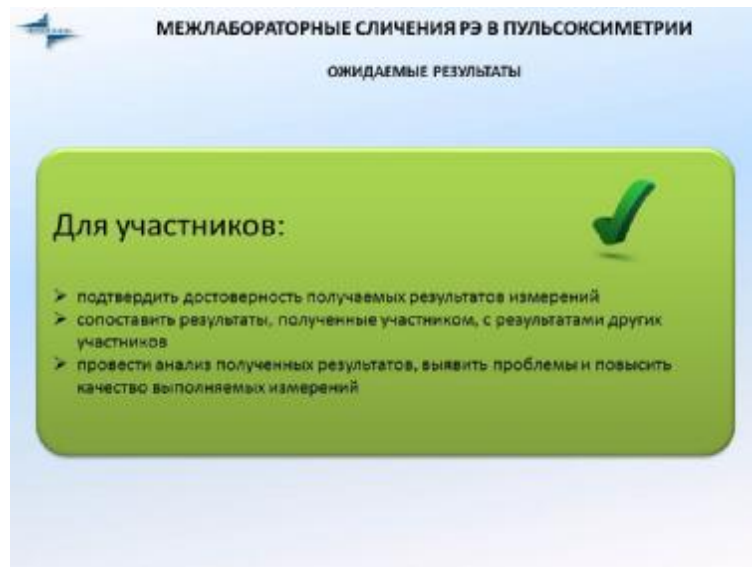 МЕЖЛАБОРАТОРНЫЕ СЛИЧЕНИЯ РЭ В ПУЛЬСОКСИМЕТРИИ
ОЖИДАЕМЫЕ РЕЗУЛЬТАТЫ
Для участников:
➢ подтвердить достоверность получаемых результатов измерений
➢ сопоставить результаты, полученные участником, с результатами других
участников
➢ провести анализ полученных результатов, выявить проблемы и повысить
качество выполняемых измерений